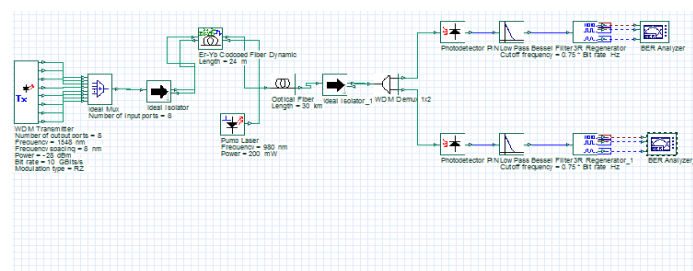 Er-Yb Codoped Fiber Dynamic
Length = 24 m
Photodetector PIN
Low Pass Bessel Filter
Cutoff frequency = 0.75 * Bit rate Hz
3R Regenerator
BER Analyzer
Tx
WDM Transmitter
Number of output ports = 8
Frequency = 1548 nm
Frequency spacing = 8 nm
Power = -28 dBm
Bit rate = 10 GBits/s
Modulation type = RZ
Ideal Mux
Number of input ports = 8
Ideal Isolator
Optical Fiber
Length = 30 km
Ideal Isolator_1
WDM Demux 1x2
Pump Laser
Frequency = 980 nm
Power = 200 mW
Photodetector PIN
Low Pass Bessel Filter
Cutoff frequency = 0.75 * Bit rate Hz
3R Regenerator_1
BER Analyzer